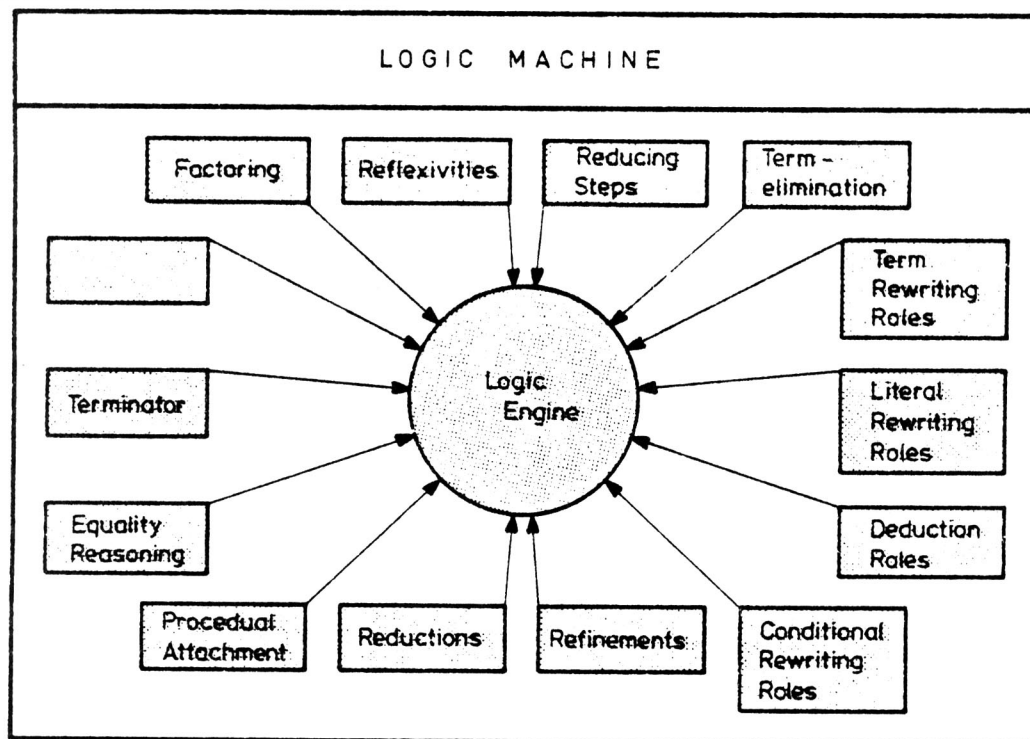 LOGIC MACHINE
Factoring
Reflexivities
Reducing
Steps
Term-
elimination
Term
Rewriting
Roles
Terminator
Logic
Engine
Literal
Rewriting
Roles
Equality
Reasoning
Deduction
Rales
Procedual
Attachment
Reductions
Refinements
Conditional
Rewriting
Roles